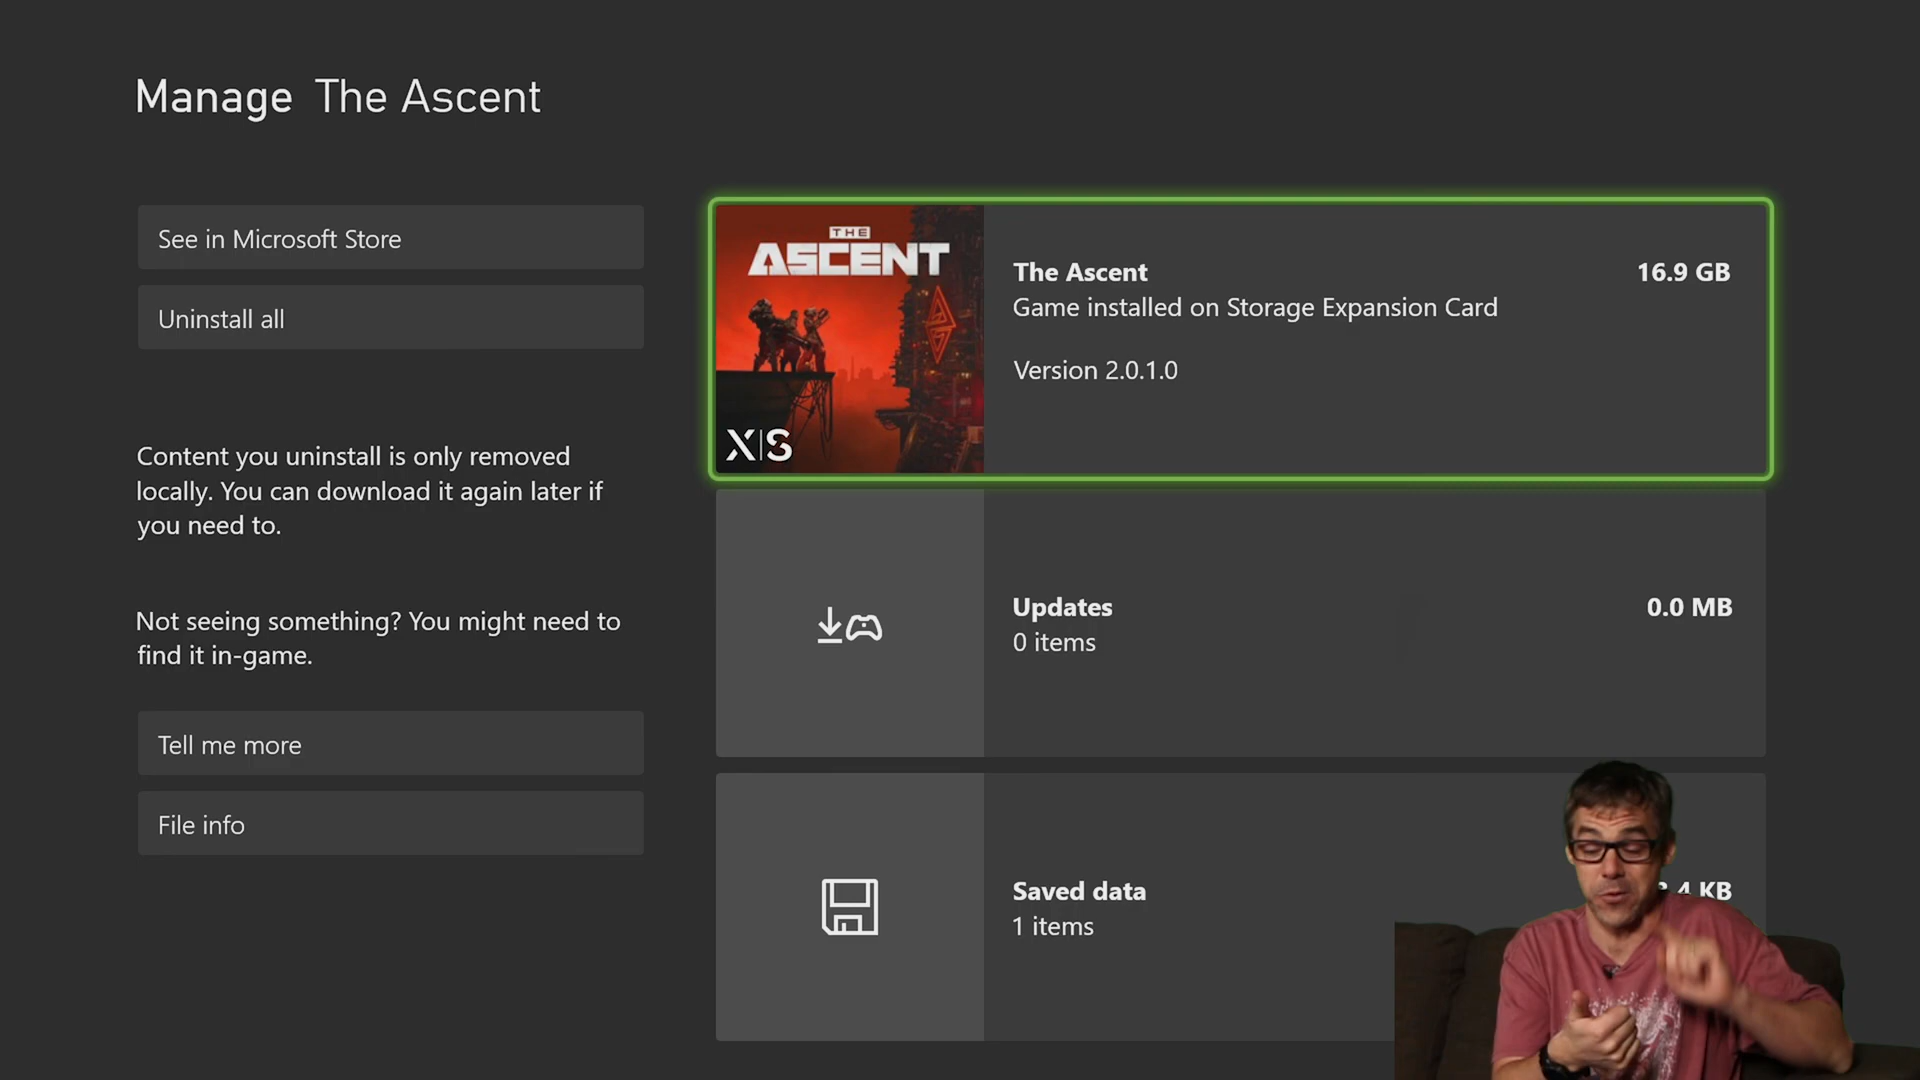 Manage The Ascent
See in Microsoft Store
Uninstall all
Content you uninstall is only removed
locally. You can download it again later if
you need to.
Not seeing something? You might need to
find it in-game.
Tell me more
File info
THE
ASCENT
X|S
The Ascent
16.9 GB
Game installed on Storage Expansion Card
Version 2.0.1.0
Updates
0.0 MB
0 items
Saved data
KB
1 items